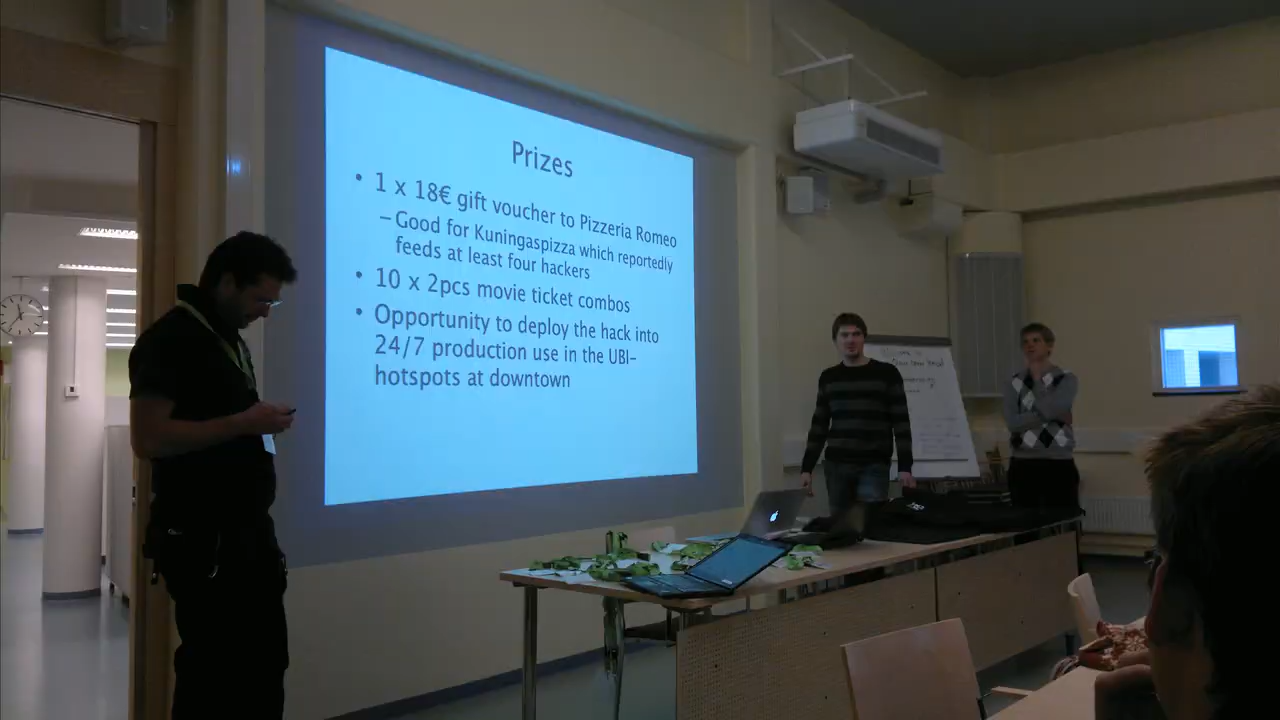 Prizes
• 1 x 18€ gift voucher to Pizzeria Romeo
–Good for Kuningaspizza which reportedly
feeds at least four hackers
• 10 x 2pcs movie ticket combos
• Opportunity to deploy the hack into
24/7 production use in the UBI-
hotspots at downtown